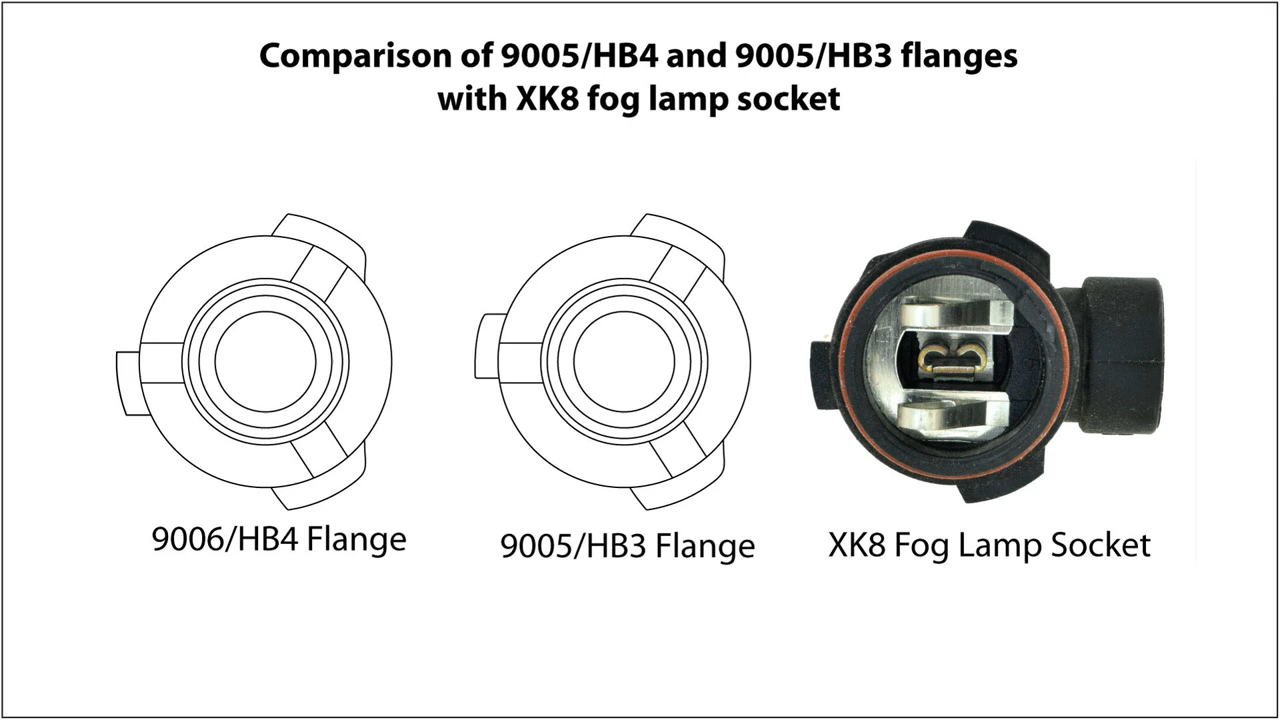 Comparison of 9005/HB4 and 9005/HB3 flanges
with XK8 fog lamp socket
9006/HB4 Flange
9005/HB3 Flange
XK8 Fog Lamp Socket